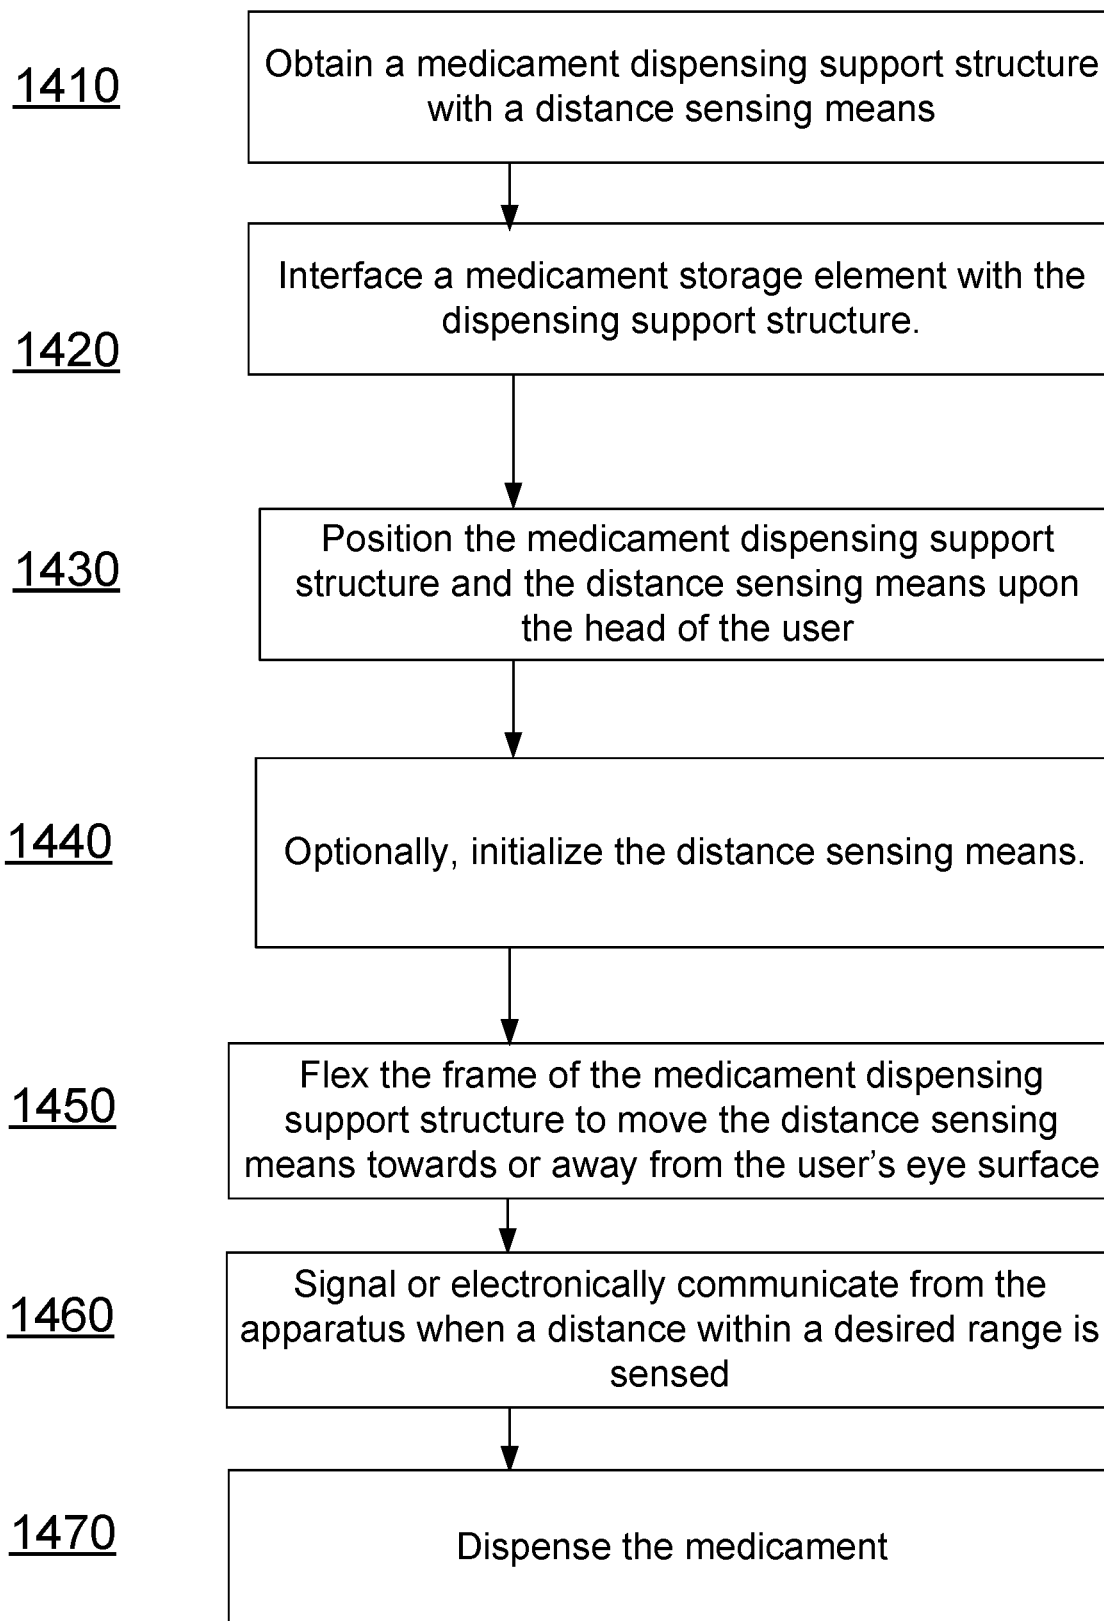 1410
Obtain a medicament dispensing support structure
with a distance sensing means
1420
Interface a medicament storage element with the
dispensing support structure.
1430
Position the medicament dispensing support
structure and the distance sensing means upon
the head of the user
1440
Optionally, initialize the distance sensing means.
1450
Flex the frame of the medicament dispensing
support structure to move the distance sensing
means towards or away from the user’s eye surface
1460
Signal or electronically communicate from the
apparatus when a distance within a desired range is
sensed
1470
Dispense the medicament